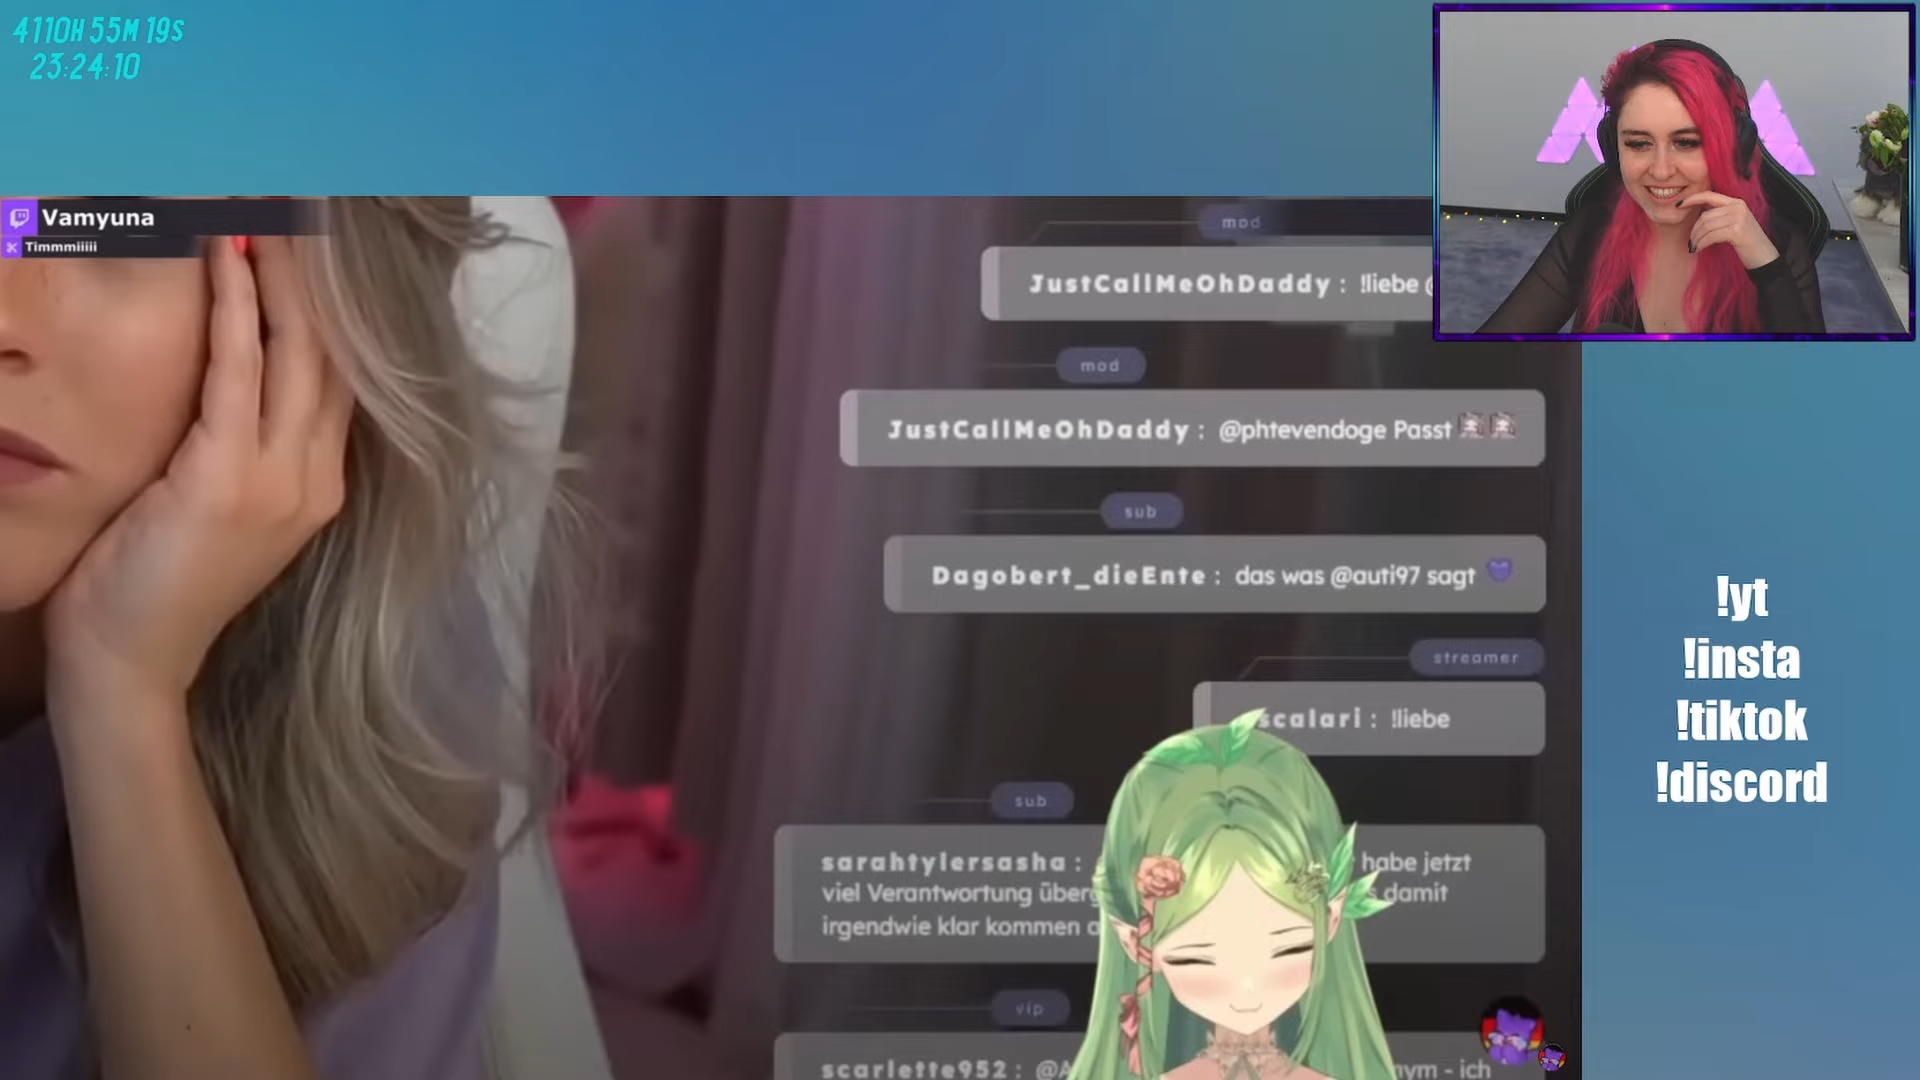 4110H 55M 19S
23:24:10
Vamyuna
Timmmiiiii
mod
JustCallMeOhDaddy : !liebe
mod
JustCallMeOhDaddy : @phtevendoge Passt
sub
Dagobert_dieEnte : das was @auti97 sagt
streamer
scalari : !liebe
sub
sarahtylersasha : habe jetzt
viel Verantwortung damit
irgendwie klar kommen
vip
scarlette952 : - ich
!yt
!insta
!tiktok
!discord